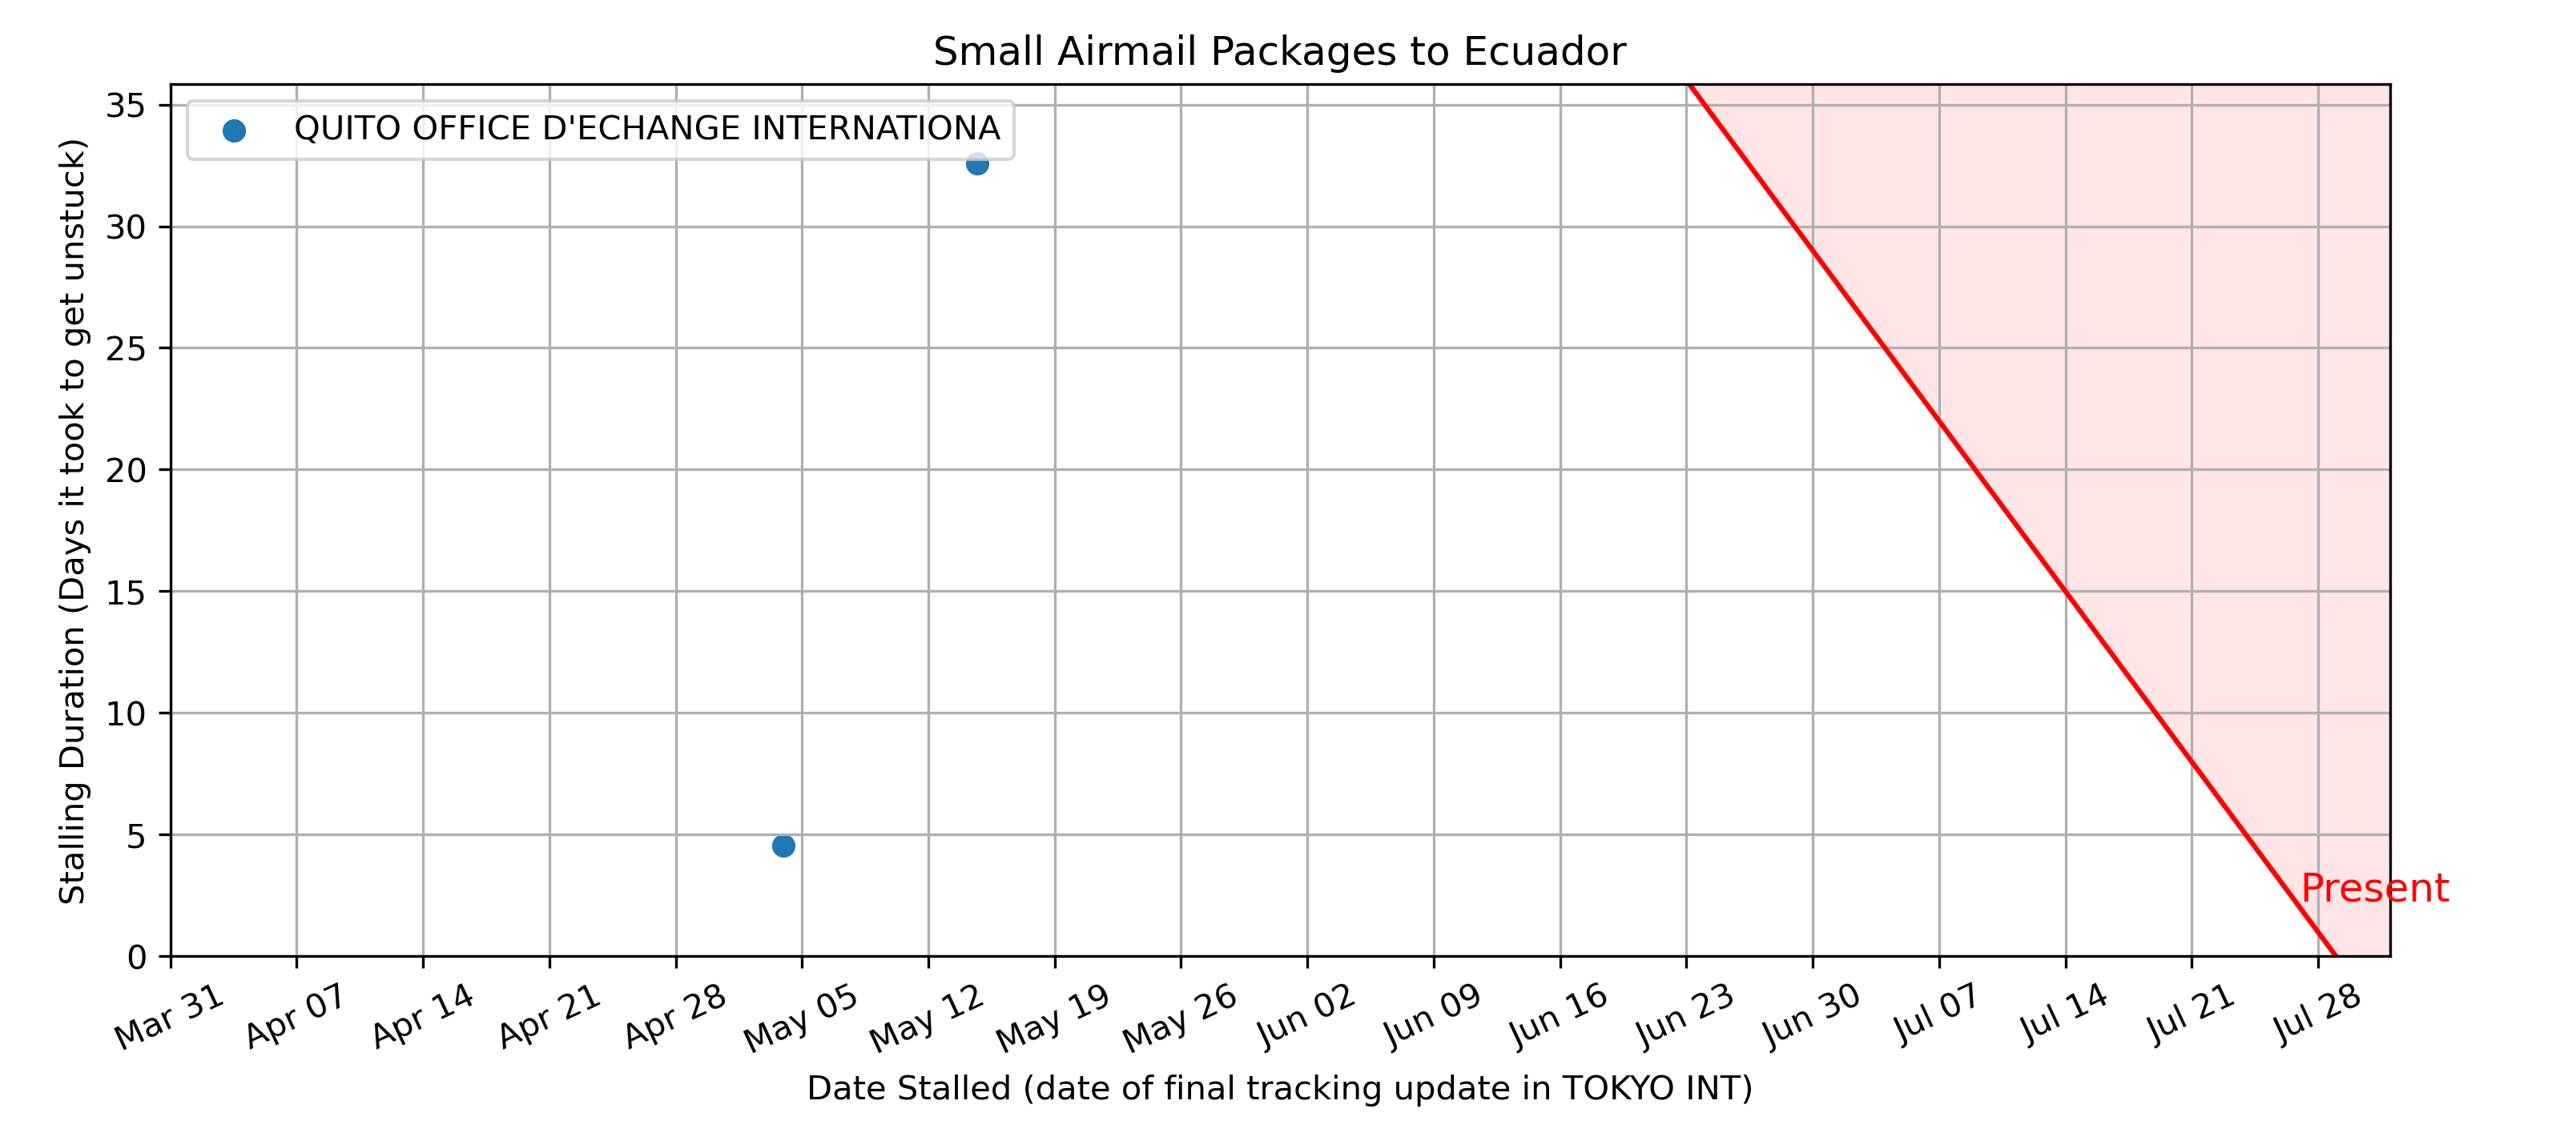 Small Airmail Packages to Ecuador
QUITO OFFICE D'ECHANGE INTERNATIONA
Stalling Duration (Days it took to get unstuck)
35
30
25
20
15
10
5
0
Present
Mar 31
Apr 07
Apr 14
Apr 21
Apr 28
May 05
May 12
May 19
May 26
Jun 02
Jun 09
Jun 16
Jun 23
Jun 30
Jul 07
Jul 14
Jul 21
Jul 28
Date Stalled (date of final tracking update in TOKYO INT)